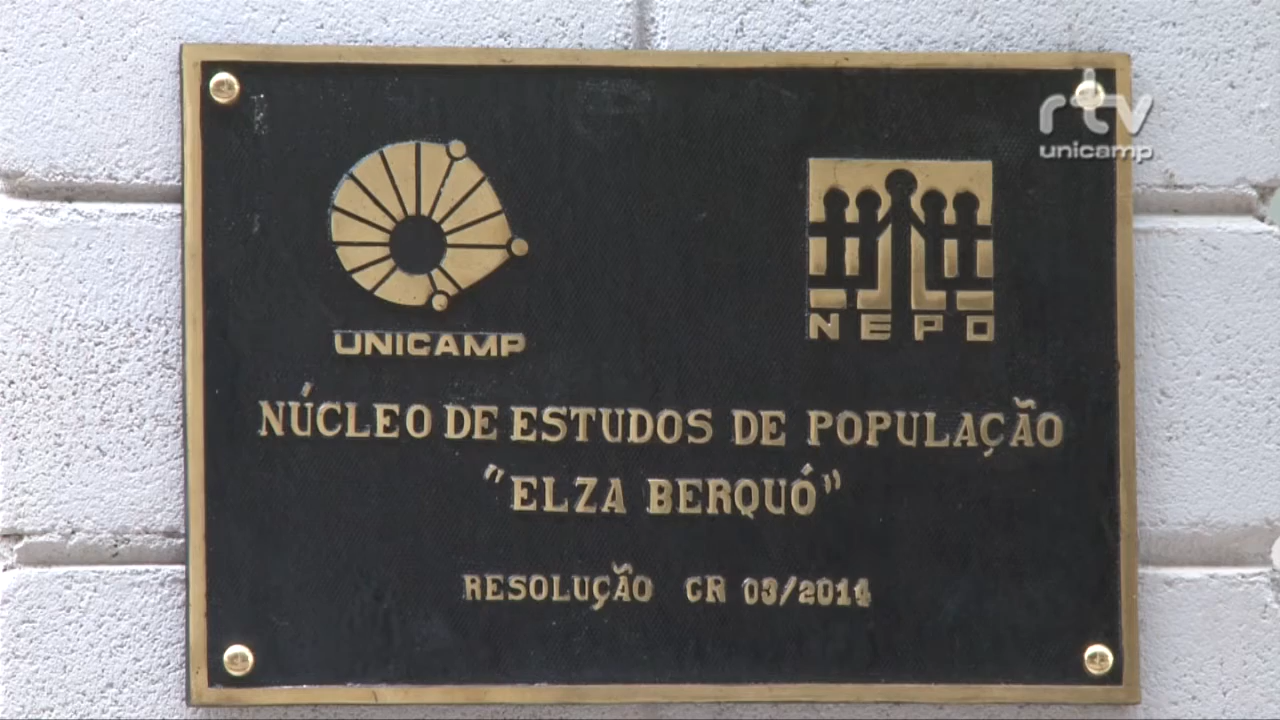 rtv
unicamp
UNICAMP
NEPO
NÚCLEO DE ESTUDOS DE POPULAÇÃO
"ELZA BERQUÓ"
RESOLUÇÃO CR 03/2014